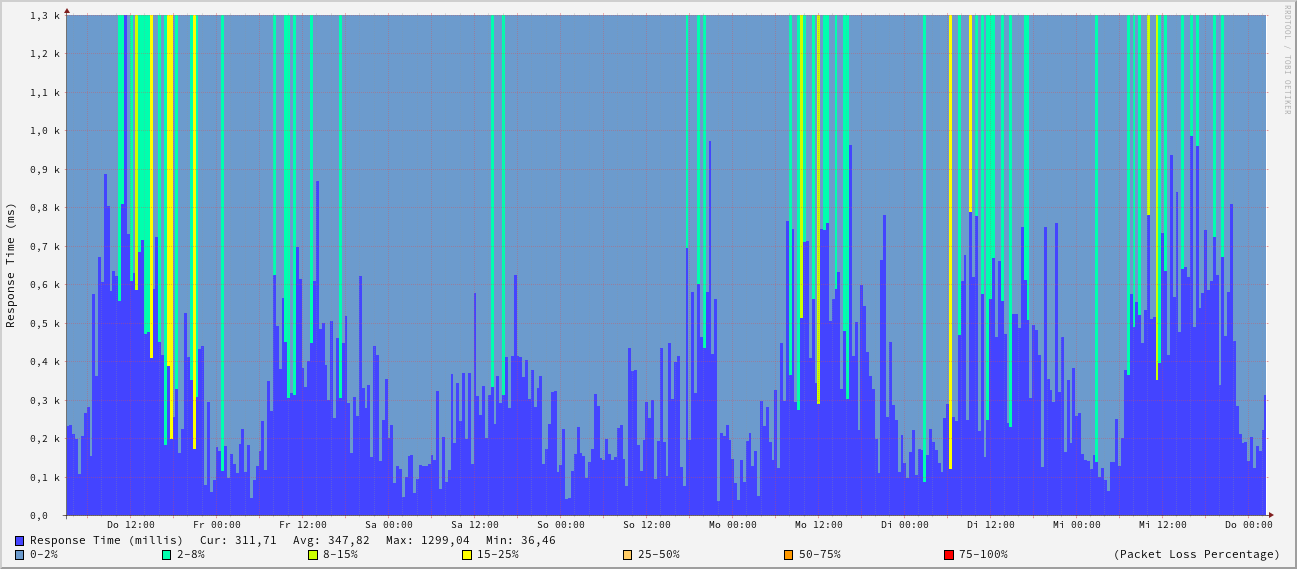 RRDTOOL / TOBI OETIKER
Response Time (ms)
1,3 k
1,2 k
1,1 k
1,0 k
0,9 k
0,8 k
0,7 k
0,6 k
0,5 k
0,4 k
0,3 k
0,2 k
0,1 k
0,0
Do 12:00 Fr 00:00 Fr 12:00 Sa 00:00 Sa 12:00 So 00:00 So 12:00 Mo 00:00 Mo 12:00 Di 00:00 Di 12:00 Mi 00:00 Mi 12:00 Do 00:00
Response Time (millis) Cur: 311,71 Avg: 347,82 Max: 1299,04 Min: 36,46
0-2% 2-8% 8-15% 15-25% 25-50% 50-75% 75-100% (Packet Loss Percentage)